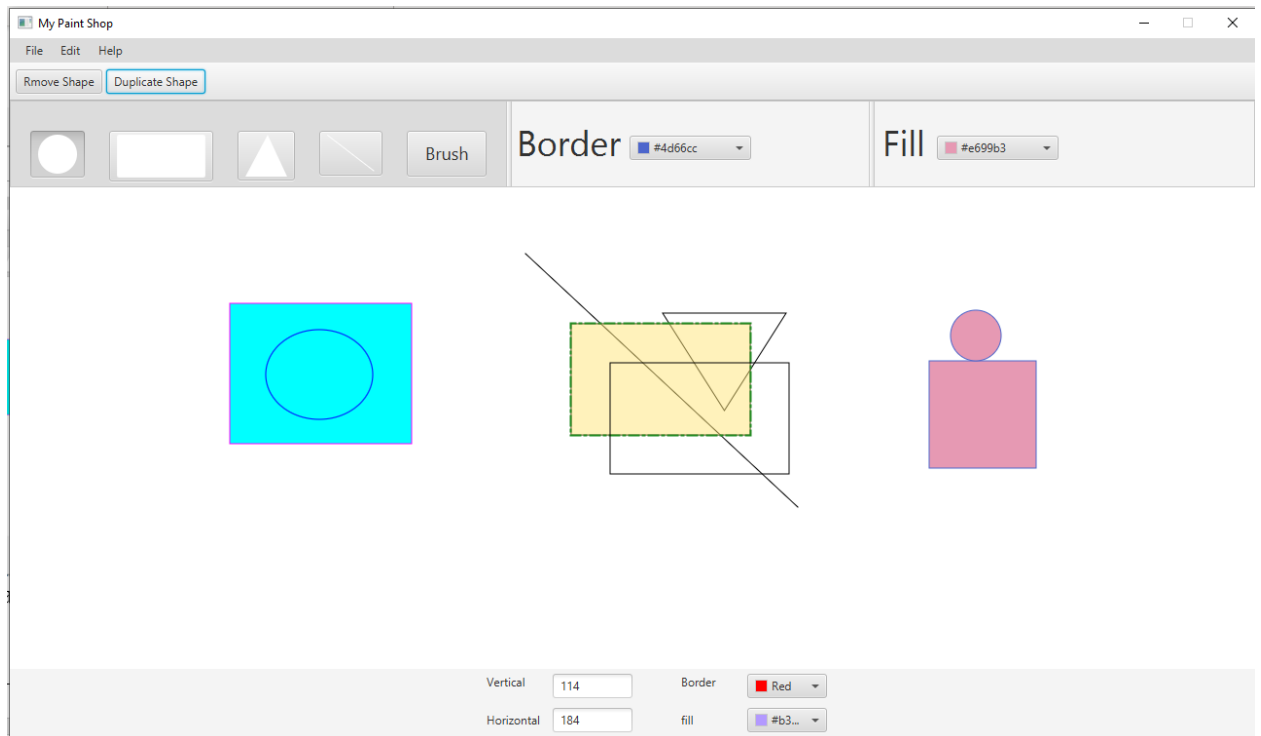 My Paint Shop
File Edit Help
Rmove Shape Duplicate Shape
Brush Border #4d66cc Fill #e699b3
Vertical 114 Border Red
Horizontal 184 fill #b3...